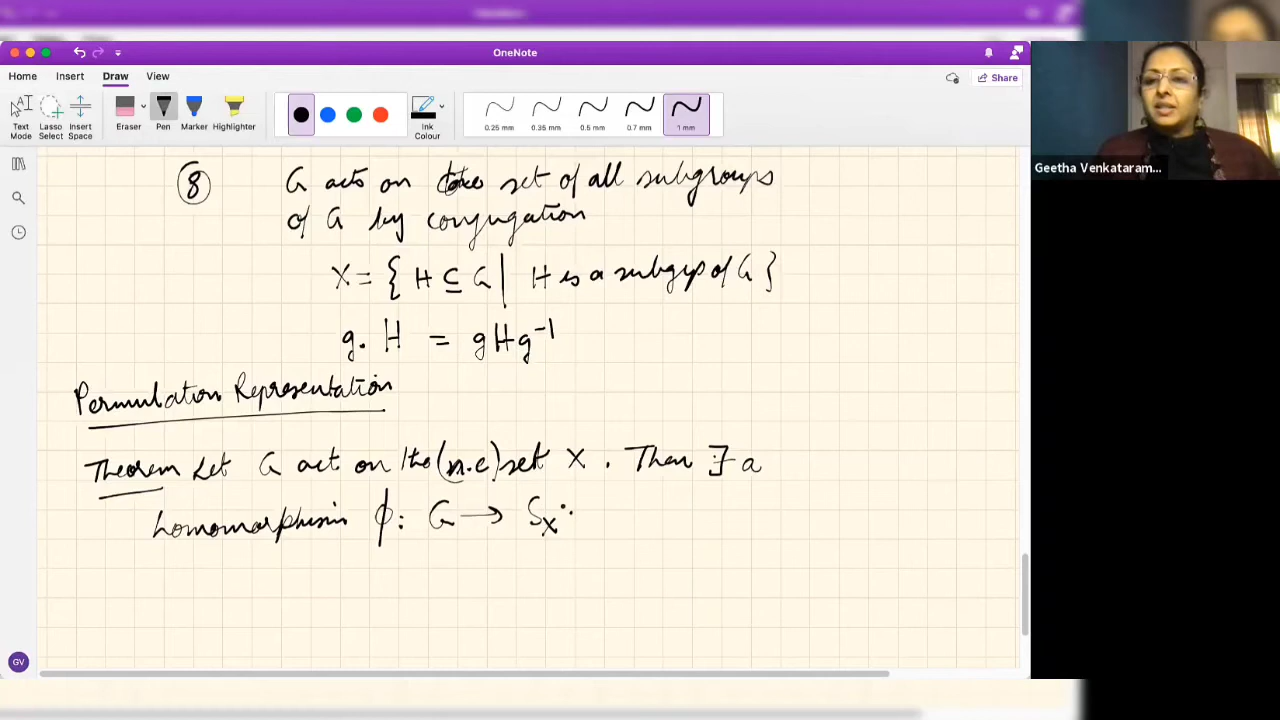 OneNote
Home Insert Draw View
Share
Text Mode Lasso Select Insert Space Eraser Pen Marker Highlighter Ink Colour 0.25 mm 0.35 mm 0.5 mm 0.7 mm 1 mm
Geetha Venkataram...
⑧ G acts on the set of all subgroups
of G by conjugation
X = { H ⊆ G | H is a subgrp of G }
g. H = gHg⁻¹
Permutation Representation
Theorem Let G act on the (n.e) set X . Then ∃ a
homomorphism ϕ: G → S_X .
GV